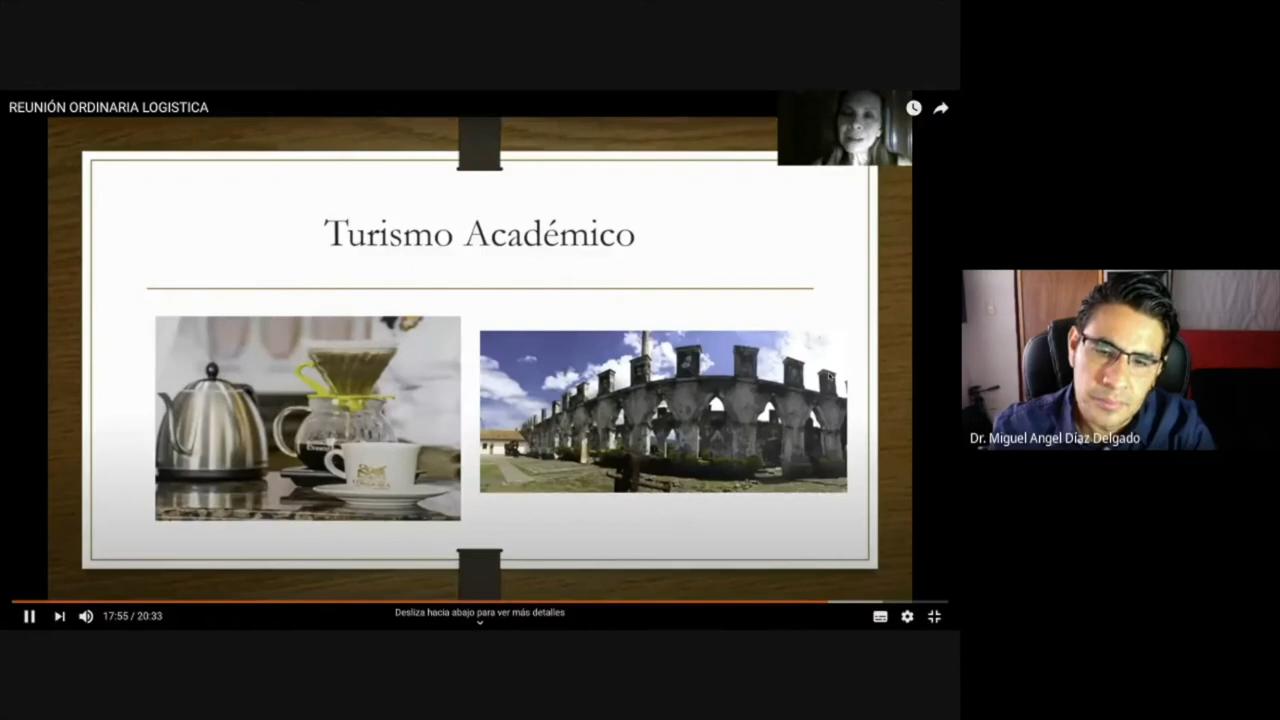 REUNIÓN ORDINARIA LOGISTICA
Turismo Académico
Dr. Miguel Angel Díaz Delgado
17:55 / 20:33
Desliza hacia abajo para ver más detalles